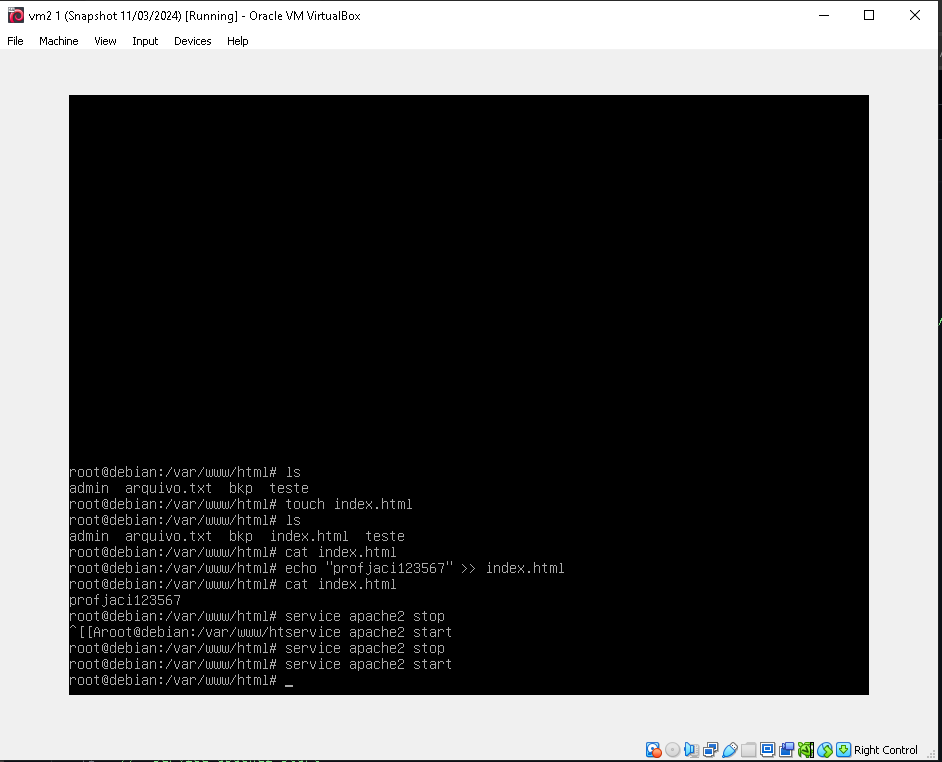 vm2 1 (Snapshot 11/03/2024) [Running] - Oracle VM VirtualBox
File Machine View Input Devices Help
root@debian:/var/www/html# ls
admin  arquivo.txt  bkp  teste
root@debian:/var/www/html# touch index.html
root@debian:/var/www/html# ls
admin  arquivo.txt  bkp  index.html  teste
root@debian:/var/www/html# cat index.html
root@debian:/var/www/html# echo "profjaci123567" >> index.html
root@debian:/var/www/html# cat index.html
profjaci123567
root@debian:/var/www/html# service apache2 stop
^[[Aroot@debian:/var/www/htservice apache2 start
root@debian:/var/www/html# service apache2 stop
root@debian:/var/www/html# service apache2 start
root@debian:/var/www/html# _
Right Control